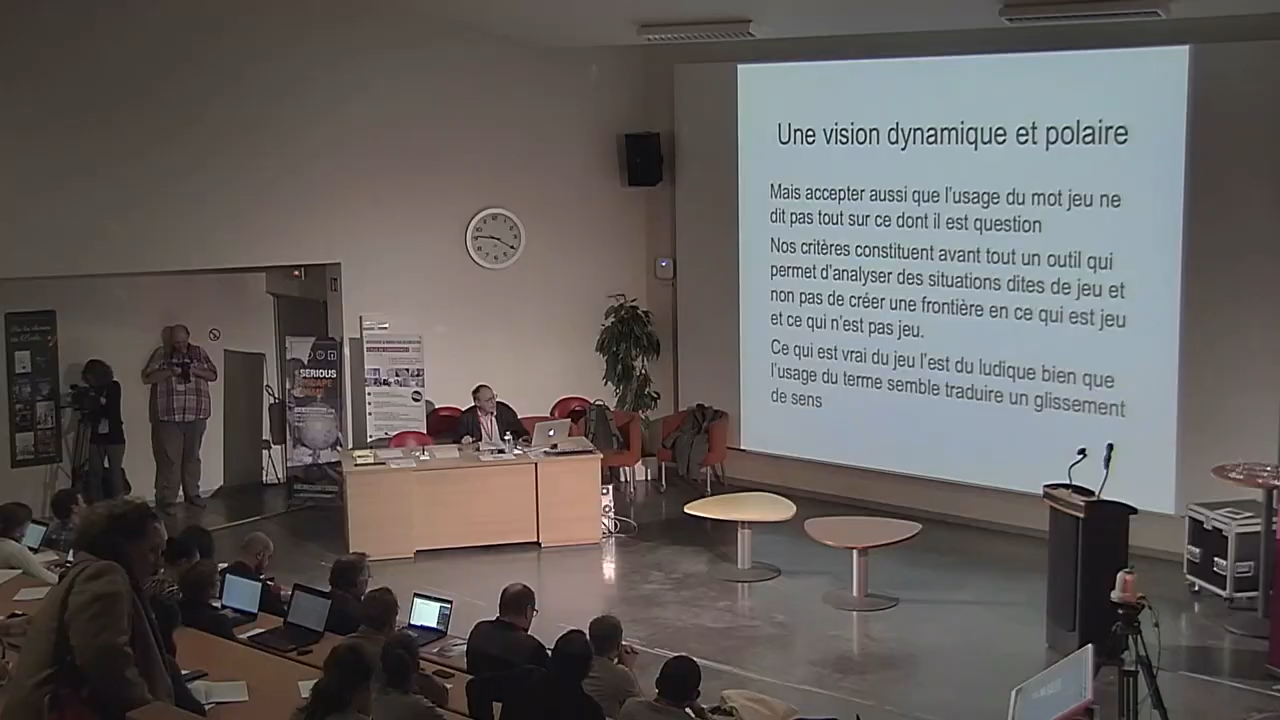 Une vision dynamique et polaire
Mais accepter aussi que l'usage du mot jeu ne
dit pas tout sur ce dont il est question
Nos critères constituent avant tout un outil qui
permet d'analyser des situations dites de jeu et
non pas de créer une frontière en ce qui est jeu
et ce qui n'est pas jeu.
Ce qui est vrai du jeu l'est du ludique bien que
l'usage du terme semble traduire un glissement
de sens
SERIOUS
ESCAPE
GAME